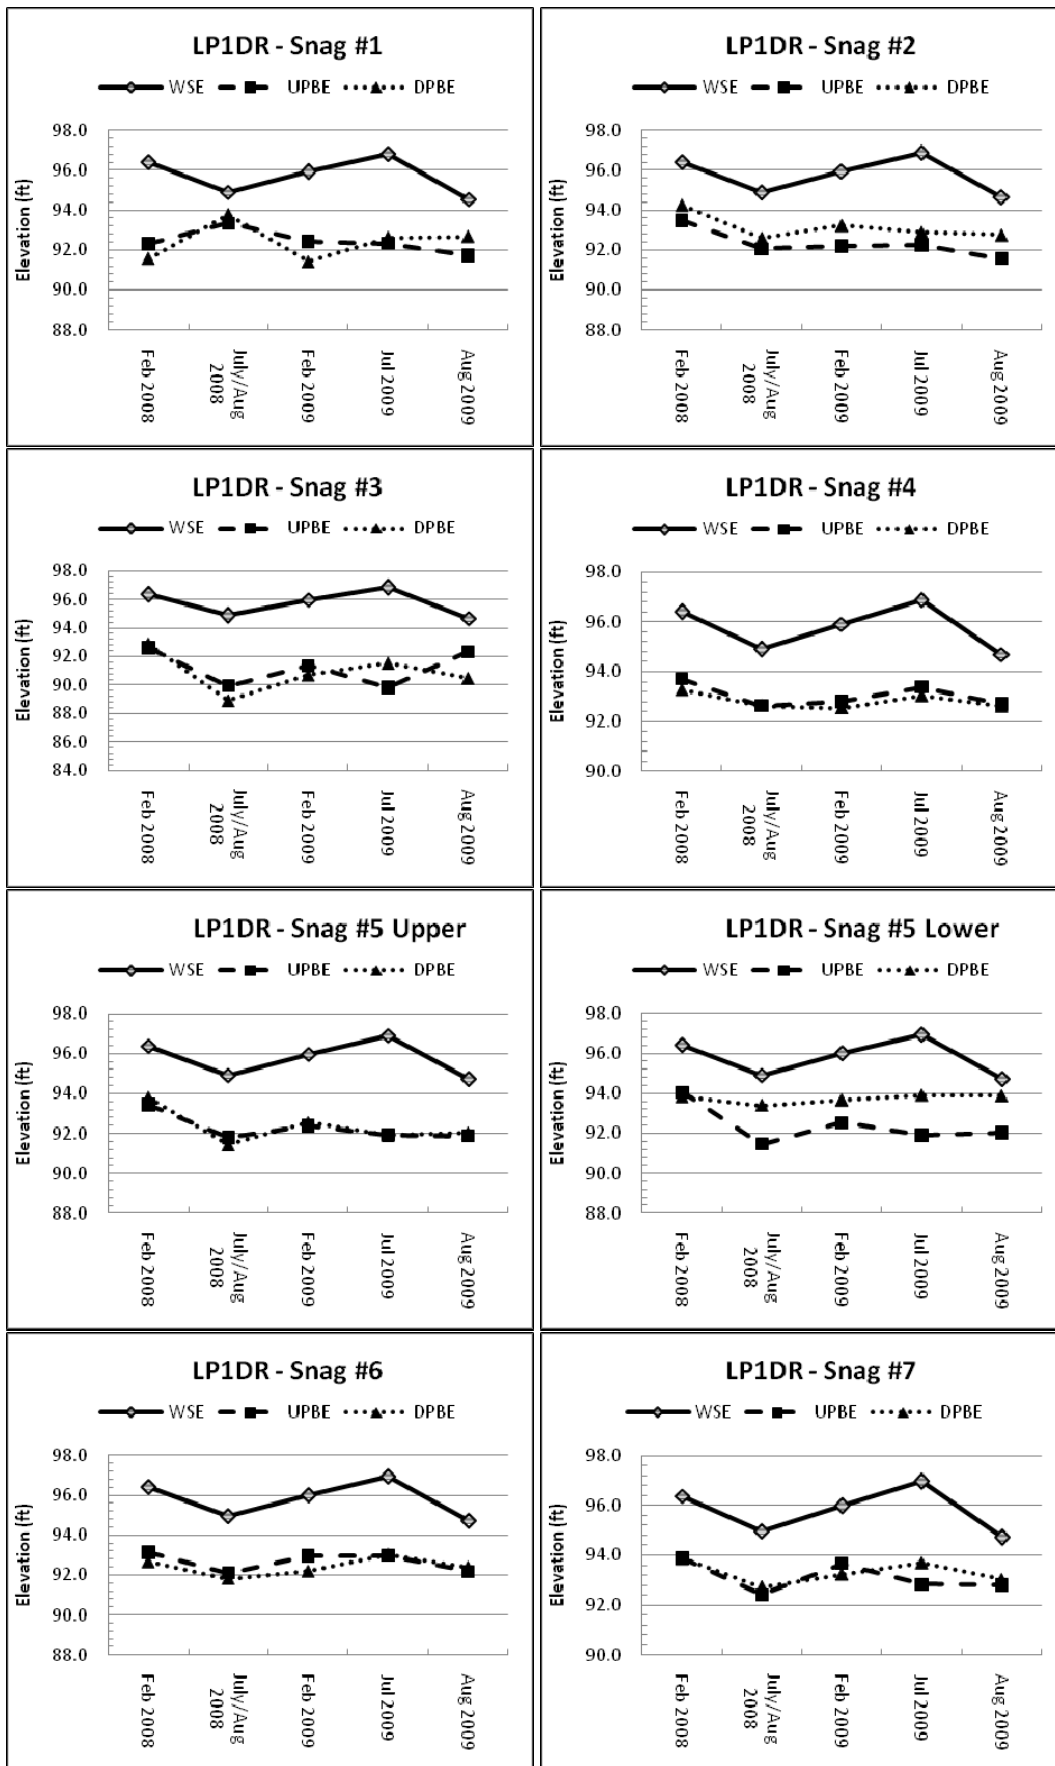 LP1DR - Snag #1
WSE UPBE DPBE
Elevation (ft)
98.0
96.0
94.0
92.0
90.0
88.0
Feb 2008
July/Aug
2008
Feb 2009
Jul 2009
Aug 2009
LP1DR - Snag #2
WSE UPBE DPBE
Elevation (ft)
98.0
96.0
94.0
92.0
90.0
88.0
Feb 2008
July/Aug
2008
Feb 2009
Jul 2009
Aug 2009
LP1DR - Snag #3
WSE UPBE DPBE
Elevation (ft)
98.0
96.0
94.0
92.0
90.0
88.0
86.0
84.0
Feb 2008
July/Aug
2008
Feb 2009
Jul 2009
Aug 2009
LP1DR - Snag #4
WSE UPBE DPBE
Elevation (ft)
98.0
96.0
94.0
92.0
90.0
Feb 2008
July/Aug
2008
Feb 2009
Jul 2009
Aug 2009
LP1DR - Snag #5 Upper
WSE UPBE DPBE
Elevation (ft)
98.0
96.0
94.0
92.0
90.0
88.0
Feb 2008
July/Aug
2008
Feb 2009
Jul 2009
Aug 2009
LP1DR - Snag #5 Lower
WSE UPBE DPBE
Elevation (ft)
98.0
96.0
94.0
92.0
90.0
88.0
Feb 2008
July/Aug
2008
Feb 2009
Jul 2009
Aug 2009
LP1DR - Snag #6
WSE UPBE DPBE
Elevation (ft)
98.0
96.0
94.0
92.0
90.0
88.0
Feb 2008
July/Aug
2008
Feb 2009
Jul 2009
Aug 2009
LP1DR - Snag #7
WSE UPBE DPBE
Elevation (ft)
98.0
96.0
94.0
92.0
90.0
Feb 2008
July/Aug
2008
Feb 2009
Jul 2009
Aug 2009